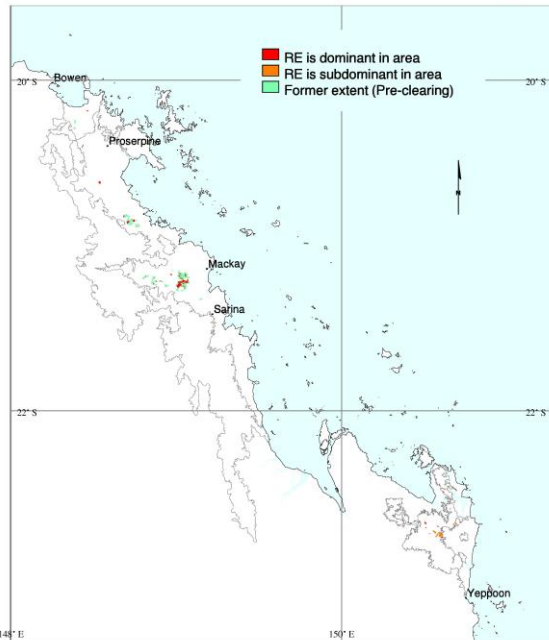 RE is dominant in area
RE is subdominant in area
Former extent (Pre-clearing)
20° S
20° S
Bowen
Proserpine
N
Mackay
Sarina
22° S
22° S
Yeppoon
148° E
150° E